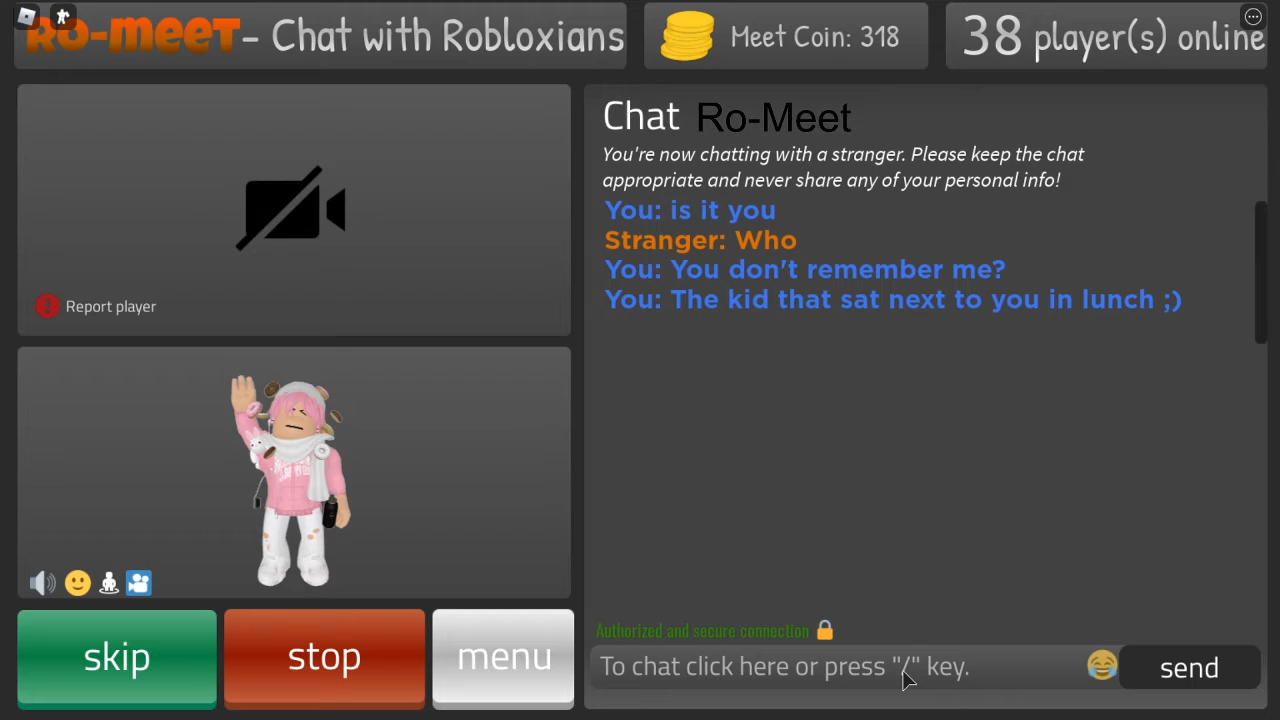 RO-MEET - Chat with Robloxians
Meet Coin: 318
38 player(s) online
Chat Ro-Meet
You're now chatting with a stranger. Please keep the chat
appropriate and never share any of your personal info!
You: is it you
Stranger: Who
You: You don't remember me?
You: The kid that sat next to you in lunch ;)
Report player
Authorized and secure connection
To chat click here or press "/" key.
send
skip
stop
menu